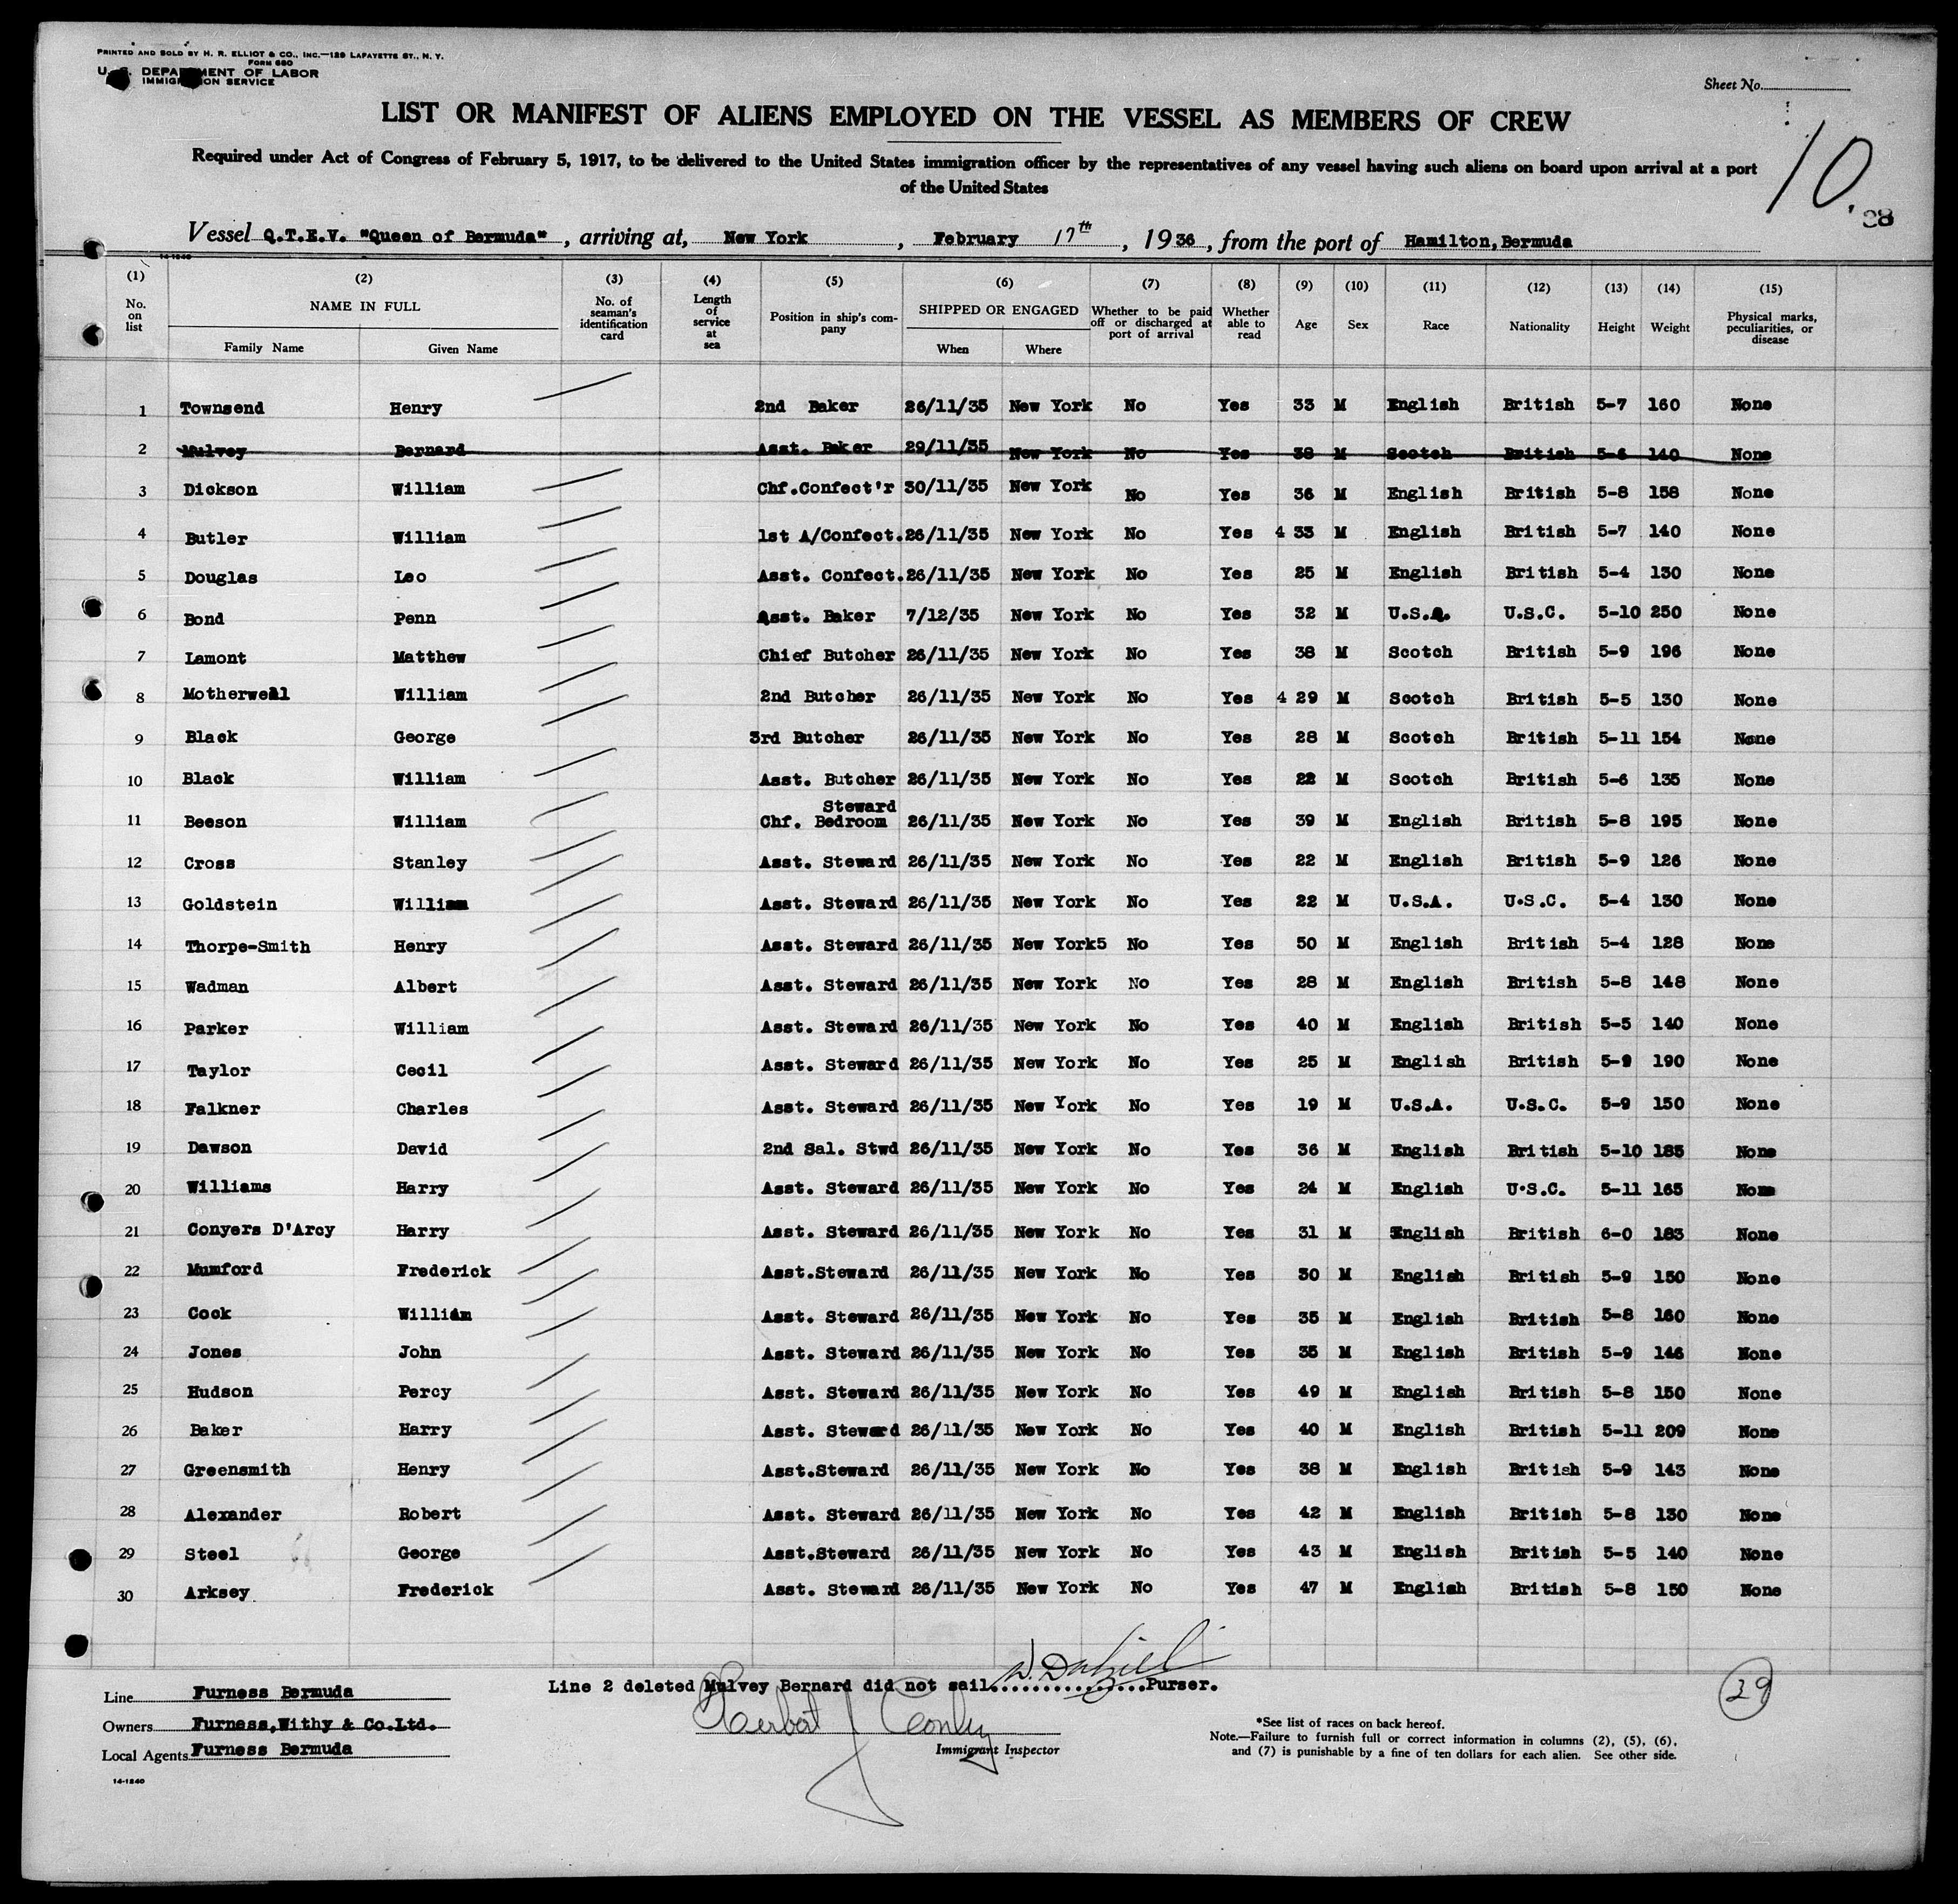 PRINTED AND SOLD BY H. R. ELLIOT & CO., INC.—129 LAFAYETTE ST., N. Y.
FORM 680
U. S. DEPARTMENT OF LABOR
IMMIGRATION SERVICE
Sheet No.
LIST OR MANIFEST OF ALIENS EMPLOYED ON THE VESSEL AS MEMBERS OF CREW
10.
Required under Act of Congress of February 5, 1917, to be delivered to the United States immigration officer by the representatives of any vessel having such aliens on board upon arrival at a port
of the United States
28
Vessel Q.T.E.V. "Queen of Bermuda", arriving at, New York, February 17th, 1936, from the port of Hamilton, Bermuda
14-1240
(1) (2) (3) (4) (5) (6) (7) (8) (9) (10) (11) (12) (13) (14) (15)
No. on list NAME IN FULL No. of seaman's identification card Length of service at sea Position in ship's company SHIPPED OR ENGAGED Whether to be paid off or discharged at port of arrival Whether able to read Age Sex Race Nationality Height Weight Physical marks, peculiarities, or disease
Family Name Given Name When Where
1 Townsend Henry 2nd Baker 26/11/35 New York No Yes 33 M English British 5-7 160 None
2 Mulvey Bernard Asst. Baker 29/11/35 New York No Yes 38 M Scotch British 5-6 140 None
3 Dickson William Chf.Confect'r 30/11/35 New York No Yes 36 M English British 5-8 158 None
4 Butler William 1st A/Confect. 26/11/35 New York No Yes 4 33 M English British 5-7 140 None
5 Douglas Leo Asst. Confect. 26/11/35 New York No Yes 25 M English British 5-4 130 None
6 Bond Penn Asst. Baker 7/12/35 New York No Yes 32 M U.S.A. U.S.C. 5-10 250 None
7 Lamont Matthew Chief Butcher 26/11/35 New York No Yes 38 M Scotch British 5-9 196 None
8 Motherwell William 2nd Butcher 26/11/35 New York No Yes 4 29 M Scotch British 5-5 130 None
9 Black George 3rd Butcher 26/11/35 New York No Yes 28 M Scotch British 5-11 154 None
10 Black William Asst. Butcher 26/11/35 New York No Yes 22 M Scotch British 5-6 135 None
Steward
11 Beeson William Chf. Bedroom 26/11/35 New York No Yes 39 M English British 5-8 195 None
12 Cross Stanley Asst. Steward 26/11/35 New York No Yes 22 M English British 5-9 126 None
13 Goldstein William Asst. Steward 26/11/35 New York No Yes 22 M U.S.A. U.S.C. 5-4 130 None
14 Thorpe-Smith Henry Asst. Steward 26/11/35 New York5 No Yes 50 M English British 5-4 128 None
15 Wadman Albert Asst. Steward 26/11/35 New York No Yes 28 M English British 5-8 148 None
16 Parker William Asst. Steward 26/11/35 New York No Yes 40 M English British 5-5 140 None
17 Taylor Cecil Asst. Steward 26/11/35 New York No Yes 25 M English British 5-9 190 None
18 Falkner Charles Asst. Steward 26/11/35 New York No Yes 19 M U.S.A. U.S.C. 5-9 150 None
19 Dawson David 2nd Sal. Stwd 26/11/35 New York No Yes 36 M English British 5-10 185 None
20 Williams Harry Asst. Steward 26/11/35 New York No Yes 24 M English U.S.C. 5-11 165 None
21 Conyers D'Arcy Harry Asst. Steward 26/11/35 New York No Yes 31 M English British 6-0 183 None
22 Mumford Frederick Asst.Steward 26/11/35 New York No Yes 30 M English British 5-9 150 None
23 Cock William Asst. Steward 26/11/35 New York No Yes 35 M English British 5-8 160 None
24 Jones John Asst. Steward 26/11/35 New York No Yes 35 M English British 5-9 146 None
25 Hudson Percy Asst. Steward 26/11/35 New York No Yes 49 M English British 5-8 150 None
26 Baker Harry Asst. Steward 26/11/35 New York No Yes 40 M English British 5-11 209 None
27 Greensmith Henry Asst.Steward 26/11/35 New York No Yes 38 M English British 5-9 143 None
28 Alexander Robert Asst. Steward 26/11/35 New York No Yes 42 M English British 5-8 130 None
29 Steel George Asst.Steward 26/11/35 New York No Yes 43 M English British 5-5 140 None
30 Arksey Frederick Asst. Steward 26/11/35 New York No Yes 47 M English British 5-8 150 None
Line 2 deleted Mulvey Bernard did not sail................Purser.
29
Line Furness Bermuda
Owners Furness,Withy & Co.Ltd.
Local Agents Furness Bermuda
Herbert J Conley
Immigrant Inspector
*See list of races on back hereof.
Note.—Failure to furnish full or correct information in columns (2), (5), (6),
and (7) is punishable by a fine of ten dollars for each alien. See other side.
14-1240